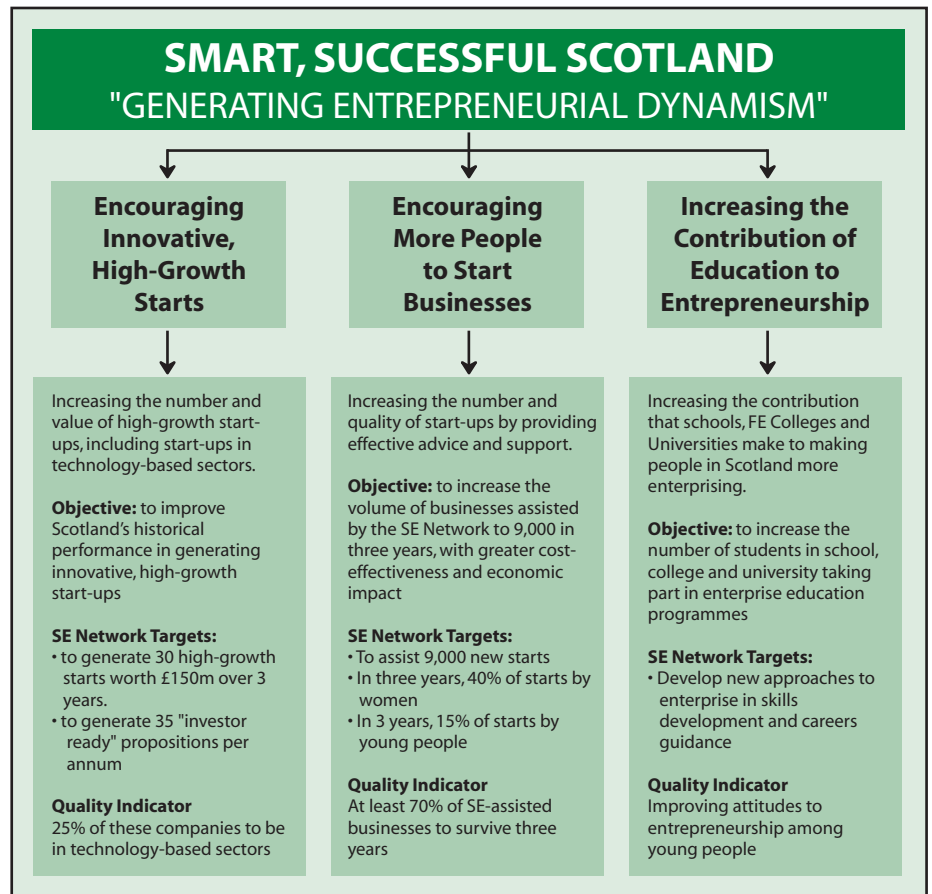 SMART, SUCCESSFUL SCOTLAND
"GENERATING ENTREPRENEURIAL DYNAMISM"
Encouraging
Innovative,
High-Growth
Starts
Increasing the number and
value of high-growth start-
ups, including start-ups in
technology-based sectors.
Objective: to improve
Scotland's historical
performance in generating
innovative, high-growth
start-ups
SE Network Targets:
• to generate 30 high-growth
starts worth £150m over 3
years.
• to generate 35 "investor
ready" propositions per
annum
Quality Indicator
25% of these companies to be
in technology-based sectors
Encouraging
More People
to Start
Businesses
Increasing the number and
quality of start-ups by providing
effective advice and support.
Objective: to increase the
volume of businesses assisted
by the SE Network to 9,000 in
three years, with greater cost-
effectiveness and economic
impact
SE Network Targets:
• To assist 9,000 new starts
• In three years, 40% of starts by
women
• In 3 years, 15% of starts by
young people
Quality Indicator
At least 70% of SE-assisted
businesses to survive three
years
Increasing the
Contribution of
Education to
Entrepreneurship
Increasing the contribution
that schools, FE Colleges and
Universities make to making
people in Scotland more
enterprising.
Objective: to increase the
number of students in school,
college and university taking
part in enterprise education
programmes
SE Network Targets:
• Develop new approaches to
enterprise in skills
development and careers
guidance
Quality Indicator
Improving attitudes to
entrepreneurship among
young people